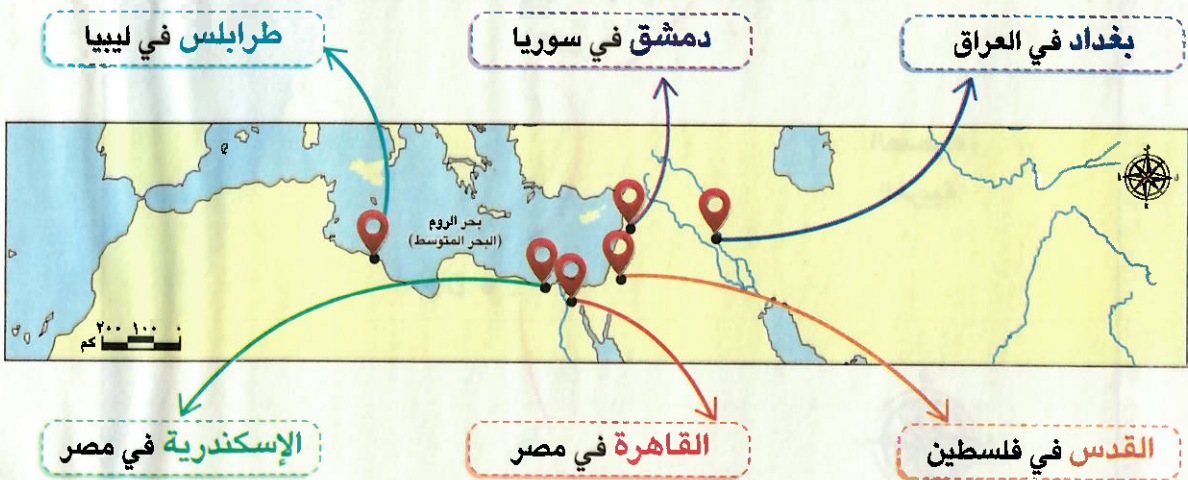 بغداد في العراق
دمشق في سوريا
طرابلس في ليبيا
بحر الروم
(البحر المتوسط)
٢٠٠ ١٠٠ ٠
كم
القدس في فلسطين
القاهرة في مصر
الإسكندرية في مصر